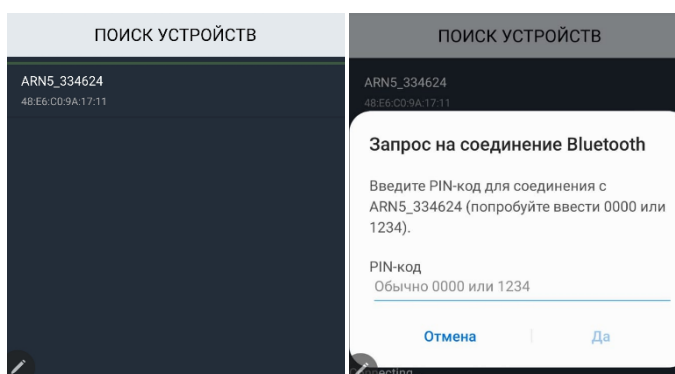 ПОИСК УСТРОЙСТВ
ARN5_334624
48:E6:C0:9A:17:11
ПОИСК УСТРОЙСТВ
ARN5_334624
48:E6:C0:9A:17:11
Запрос на соединение Bluetooth
Введите PIN-код для соединения с
ARN5_334624 (попробуйте ввести 0000 или
1234).
PIN-код
Обычно 0000 или 1234
Отмена
Да